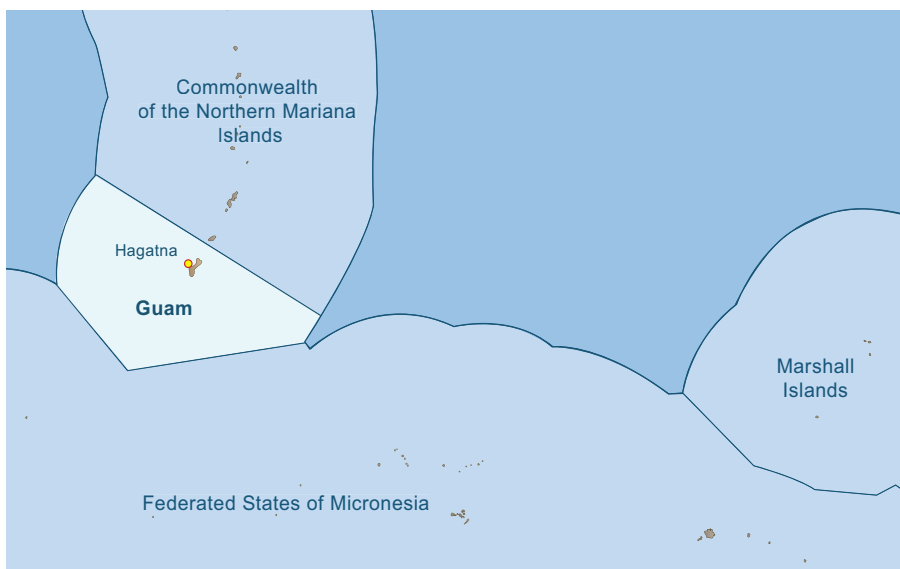 Commonwealth
of the Northern Mariana
Islands
Hagatna
Guam
Marshall
Islands
Federated States of Micronesia